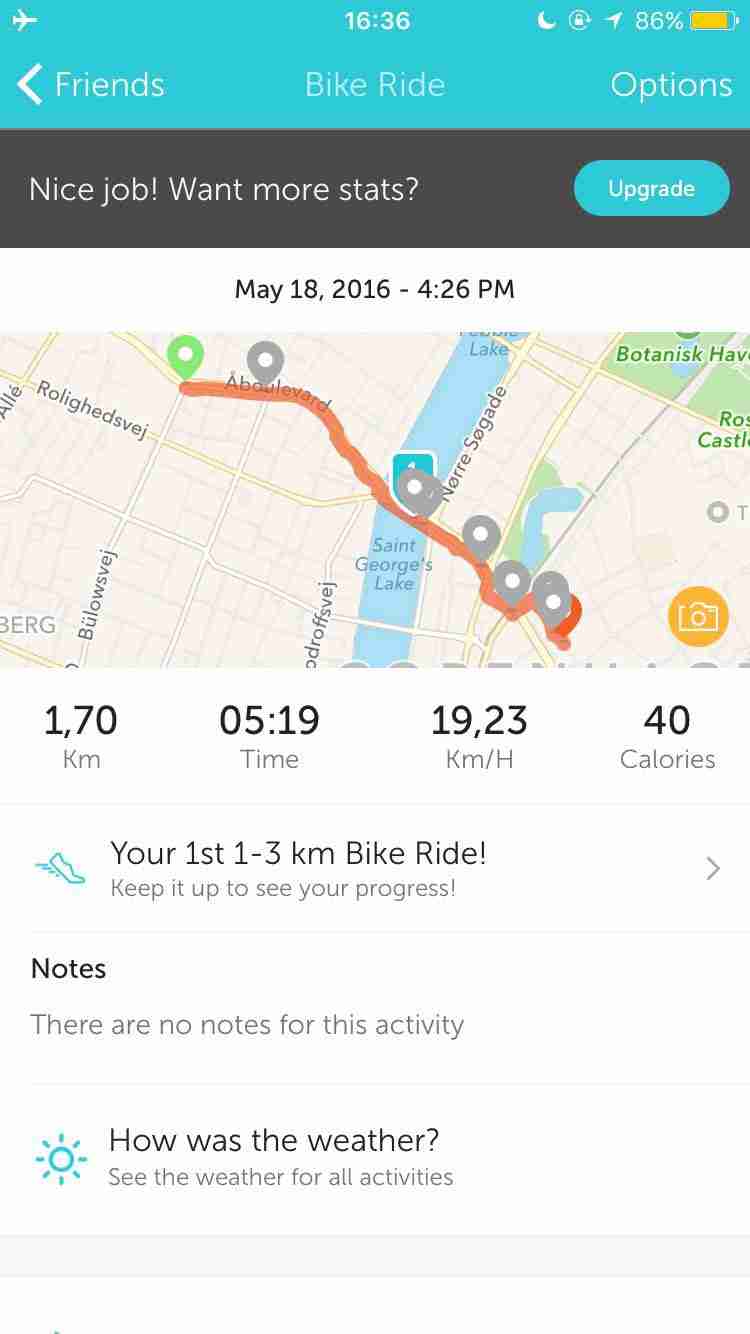 16:36 86%
Friends Bike Ride Options
Nice job! Want more stats? Upgrade
May 18, 2016 - 4:26 PM
Lake
Botanisk Hav
Allé
Rolighedsvej
Åboulevard
Nørre Søgade
1
Saint
George's
Lake
Bülowsvej
BERG
1,70 05:19 19,23 40
Km Time Km/H Calories
Your 1st 1-3 km Bike Ride!
Keep it up to see your progress!
Notes
There are no notes for this activity
How was the weather?
See the weather for all activities